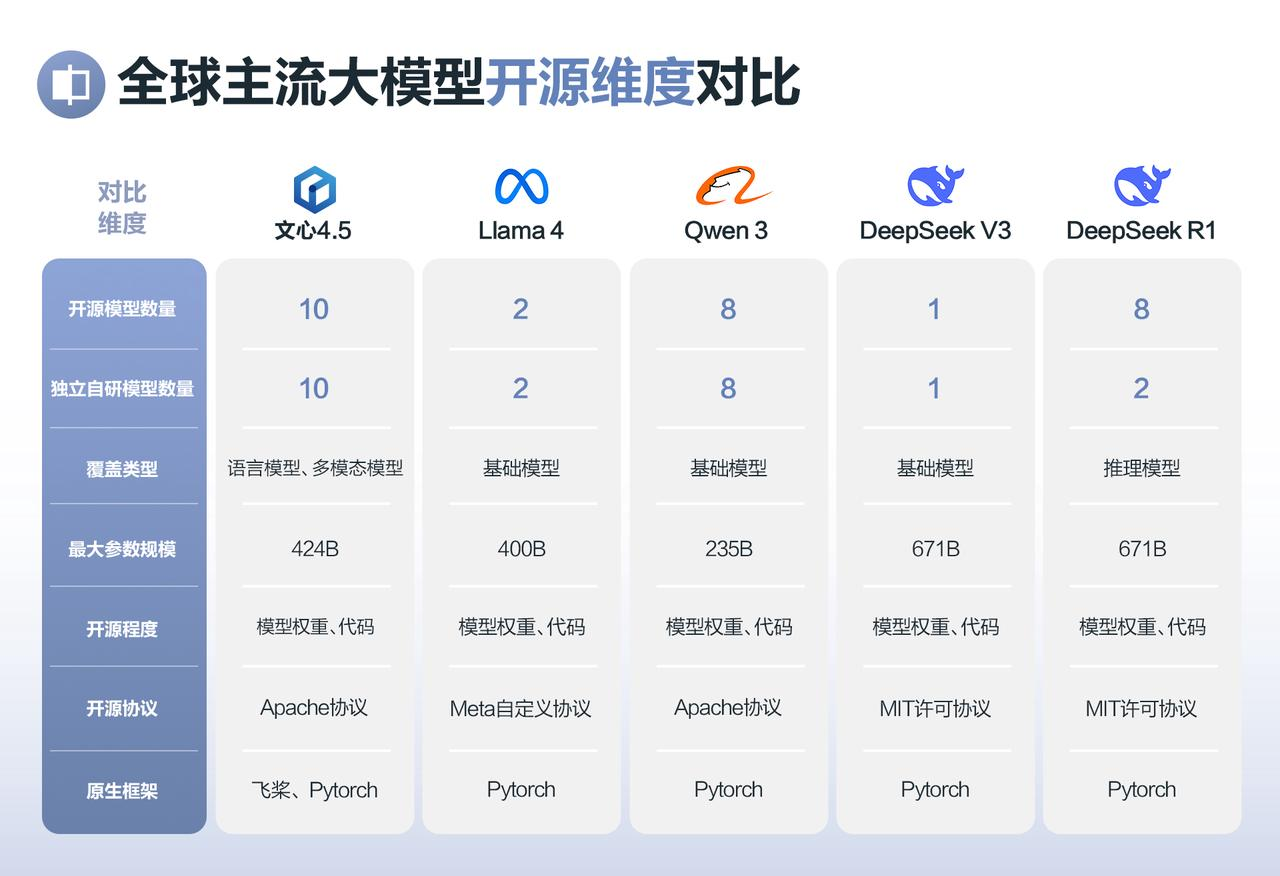 全球主流大模型开源维度对比
对比
维度
文心4.5
Llama 4
Qwen 3
DeepSeek V3
DeepSeek R1
开源模型数量
10
2
8
1
8
独立自研模型数量
10
2
8
1
2
覆盖类型
语言模型、多模态模型
基础模型
基础模型
基础模型
推理模型
最大参数规模
424B
400B
235B
671B
671B
开源程度
模型权重、代码
模型权重、代码
模型权重、代码
模型权重、代码
模型权重、代码
开源协议
Apache协议
Meta自定义协议
Apache协议
MIT许可协议
MIT许可协议
原生框架
飞桨、Pytorch
Pytorch
Pytorch
Pytorch
Pytorch